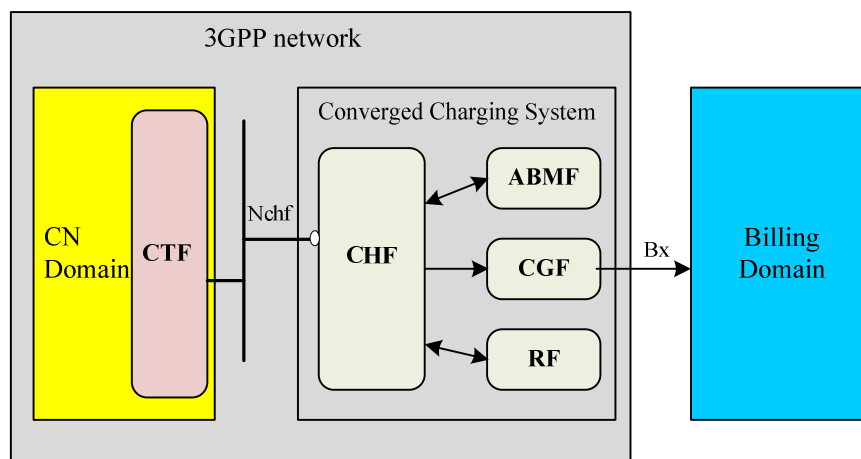 3GPP network
CN
Domain
CTF
Nchf
Converged Charging System
CHF
ABMF
CGF
RF
Bx
Billing
Domain